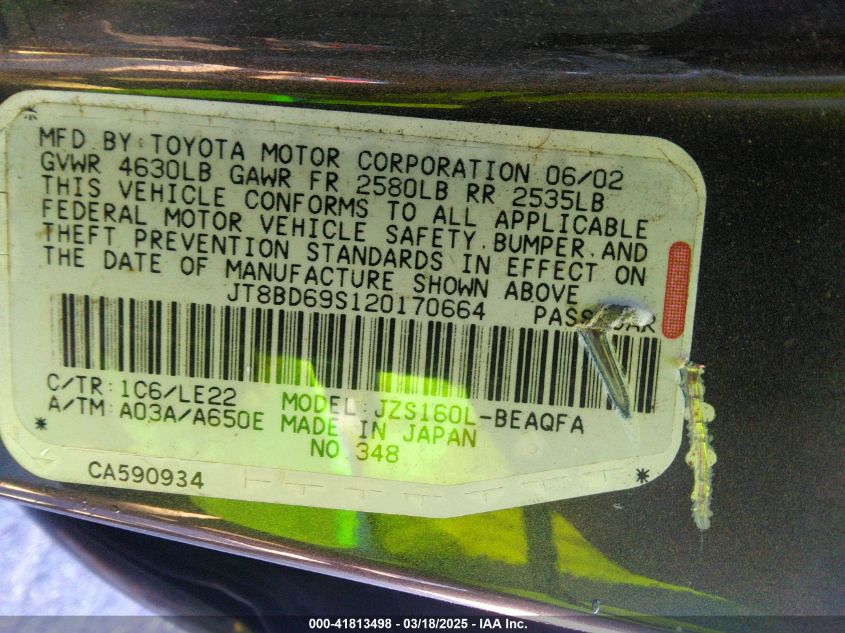 MFD BY: TOYOTA MOTOR CORPORATION 06/02
GVWR 4630LB GAWR FR 2580LB RR 2535LB
THIS VEHICLE CONFORMS TO ALL APPLICABLE
FEDERAL MOTOR VEHICLE SAFETY, BUMPER, AND
THEFT PREVENTION STANDARDS IN EFFECT ON
THE DATE OF MANUFACTURE SHOWN ABOVE
JT8BD69S120170664
C/TR: 1C6/LE22 MODEL: JZS160L-BEAQFA
A/TM: A03A/A650E MADE IN JAPAN
NO.348
CA590934
000-41813498 - 03/18/2025 - IAA Inc.